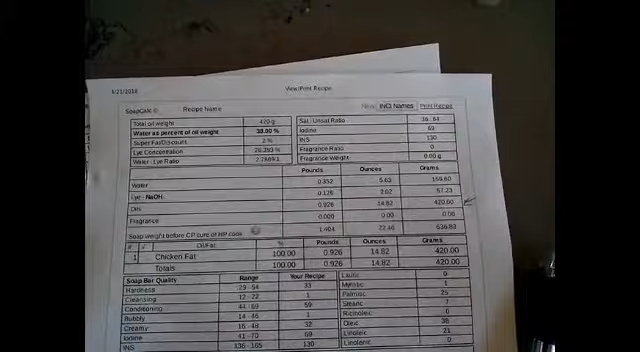 8/21/2018 View/Print Recipe
SoapCalc © Recipe Name INCI Names Print Recipe
Total oil weight 420 g Sat : Unsat Ratio 36 : 64
Water as percent of oil weight 38.00 % Iodine 69
Super Fat/Discount 2 % INS 130
Lye Concentration Fragrance Ratio 0
Water : Lye Ratio Fragrance Weight 0.00 g
Pounds Ounces Grams
Water 0.352 5.63 159.60
Lye - NaOH 0.126 2.02 57.23
Oils 0.926 14.82 420.00
Fragrance 0.000 0.00 0.00
Soap weight before CP cure or HP cook 1.404 636.83
# Oil/Fat % Pounds Ounces Grams
1 Chicken Fat 100.00 0.926 14.82 420.00
Totals 100.00 0.926 14.82 420.00
Soap Bar Quality Range Your Recipe Lauric 0
Hardness 29 - 54 33 Myristic 1
Cleansing 12 - 22 1 Palmitic 25
Conditioning 44 - 69 59 Stearic 7
Bubbly 14 - 46 1 Ricinoleic 0
Creamy 16 - 48 32 Oleic 38
Iodine 41 - 70 69 Linoleic 21
INS 136 - 165 130 Linolenic 0